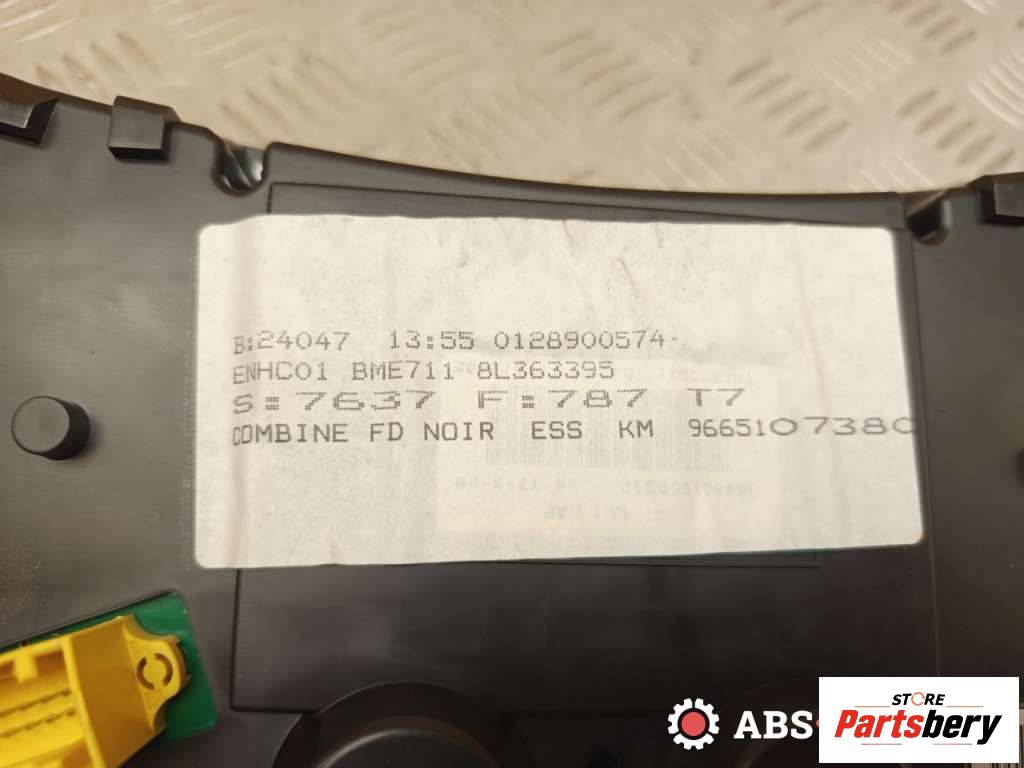 B:24047 13:55 0128900574
ENHC01 BME711 8L363395
S:7637 F:787 T7
COMBINE FD NOIR ESS KM 9665107380
ABS-
STORE
Partsbery